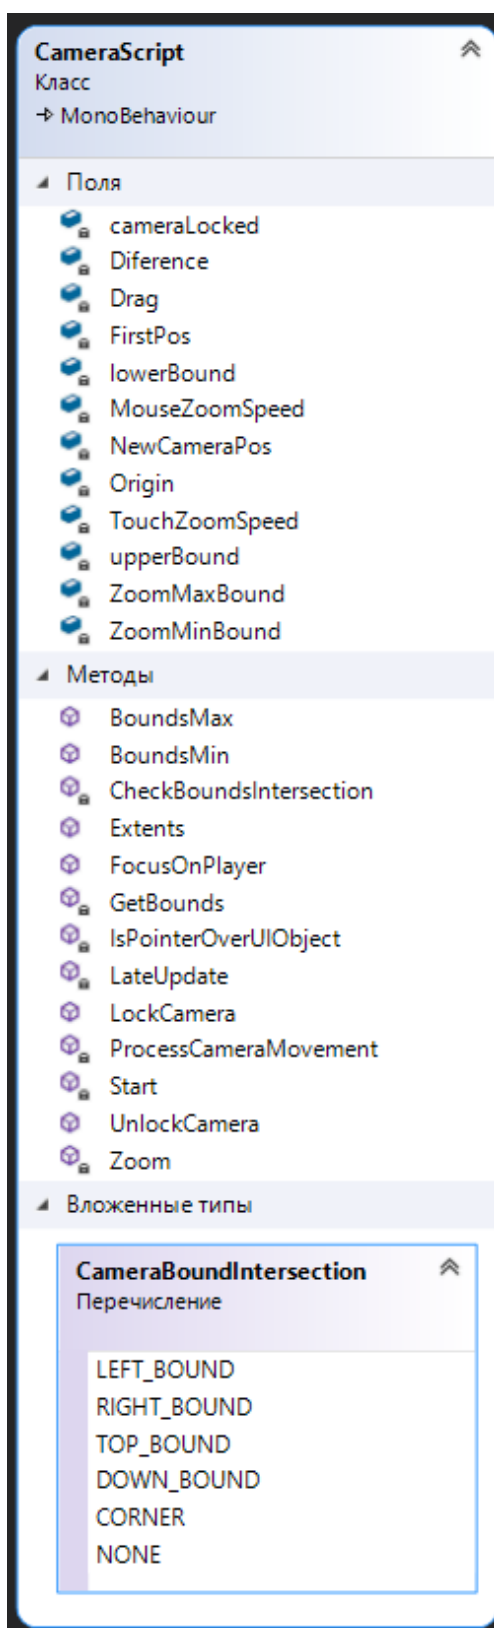 CameraScript
Класс
MonoBehaviour
Поля
cameraLocked
Diference
Drag
FirstPos
lowerBound
MouseZoomSpeed
NewCameraPos
Origin
TouchZoomSpeed
upperBound
ZoomMaxBound
ZoomMinBound
Методы
BoundsMax
BoundsMin
CheckBoundsIntersection
Extents
FocusOnPlayer
GetBounds
IsPointerOverUIObject
LateUpdate
LockCamera
ProcessCameraMovement
Start
UnlockCamera
Zoom
Вложенные типы
CameraBoundIntersection
Перечисление
LEFT_BOUND
RIGHT_BOUND
TOP_BOUND
DOWN_BOUND
CORNER
NONE